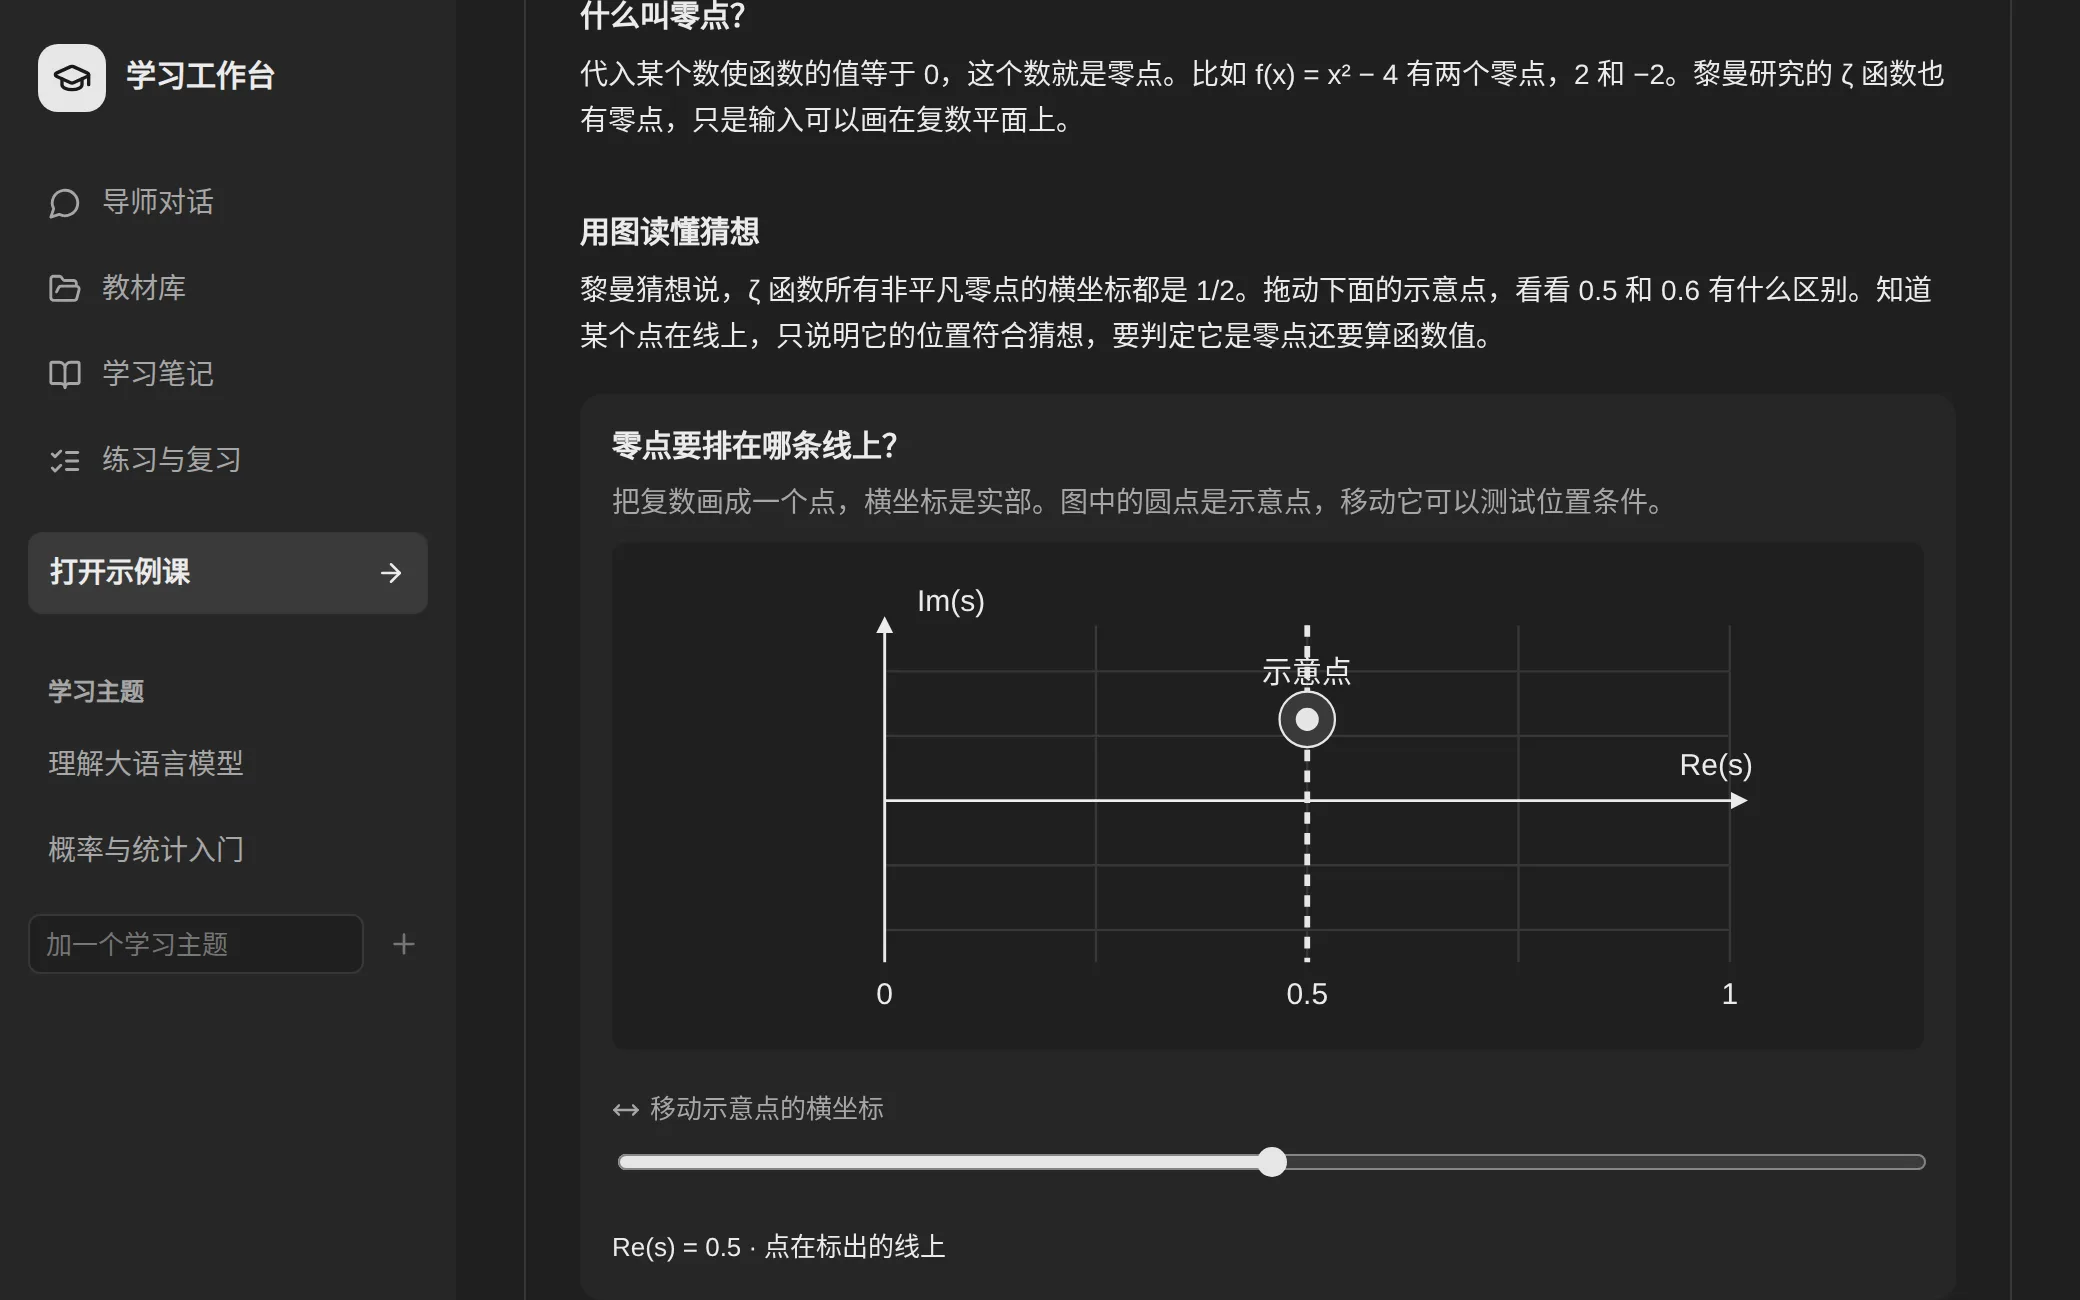 学习工作台
导师对话
教材库
学习笔记
练习与复习
打开示例课
学习主题
理解大语言模型
概率与统计入门
加一个学习主题
什么叫零点？
代入某个数使函数的值等于 0，这个数就是零点。比如 f(x) = x² − 4 有两个零点，2 和 −2。黎曼研究的 ζ 函数也
有零点，只是输入可以画在复数平面上。
用图读懂猜想
黎曼猜想说，ζ 函数所有非平凡零点的横坐标都是 1/2。拖动下面的示意点，看看 0.5 和 0.6 有什么区别。知道
某个点在线上，只说明它的位置符合猜想，要判定它是零点还要算函数值。
零点要排在哪条线上？
把复数画成一个点，横坐标是实部。图中的圆点是示意点，移动它可以测试位置条件。
Im(s)
示意点
Re(s)
0
0.5
1
移动示意点的横坐标
Re(s) = 0.5 · 点在标出的线上